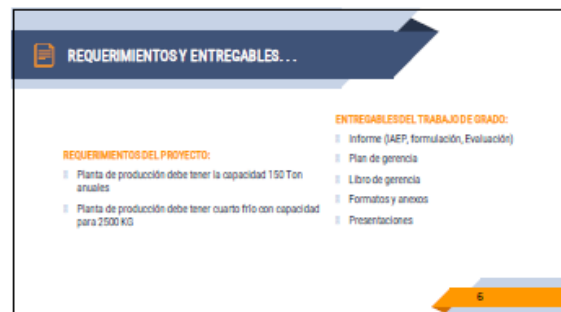 REQUERIMIENTOS Y ENTREGABLES...
REQUERIMIENTOS DEL PROYECTO:
Planta de producción debe tener la capacidad 150 Ton
anuales
Planta de producción debe tener cuarto frío con capacidad
para 2500 KG
ENTREGABLES DEL TRABAJO DE GRADO:
Informe (IAEP, formulación, Evaluación)
Plan de gerencia
Libro de gerencia
Formatos y anexos
Presentaciones
6